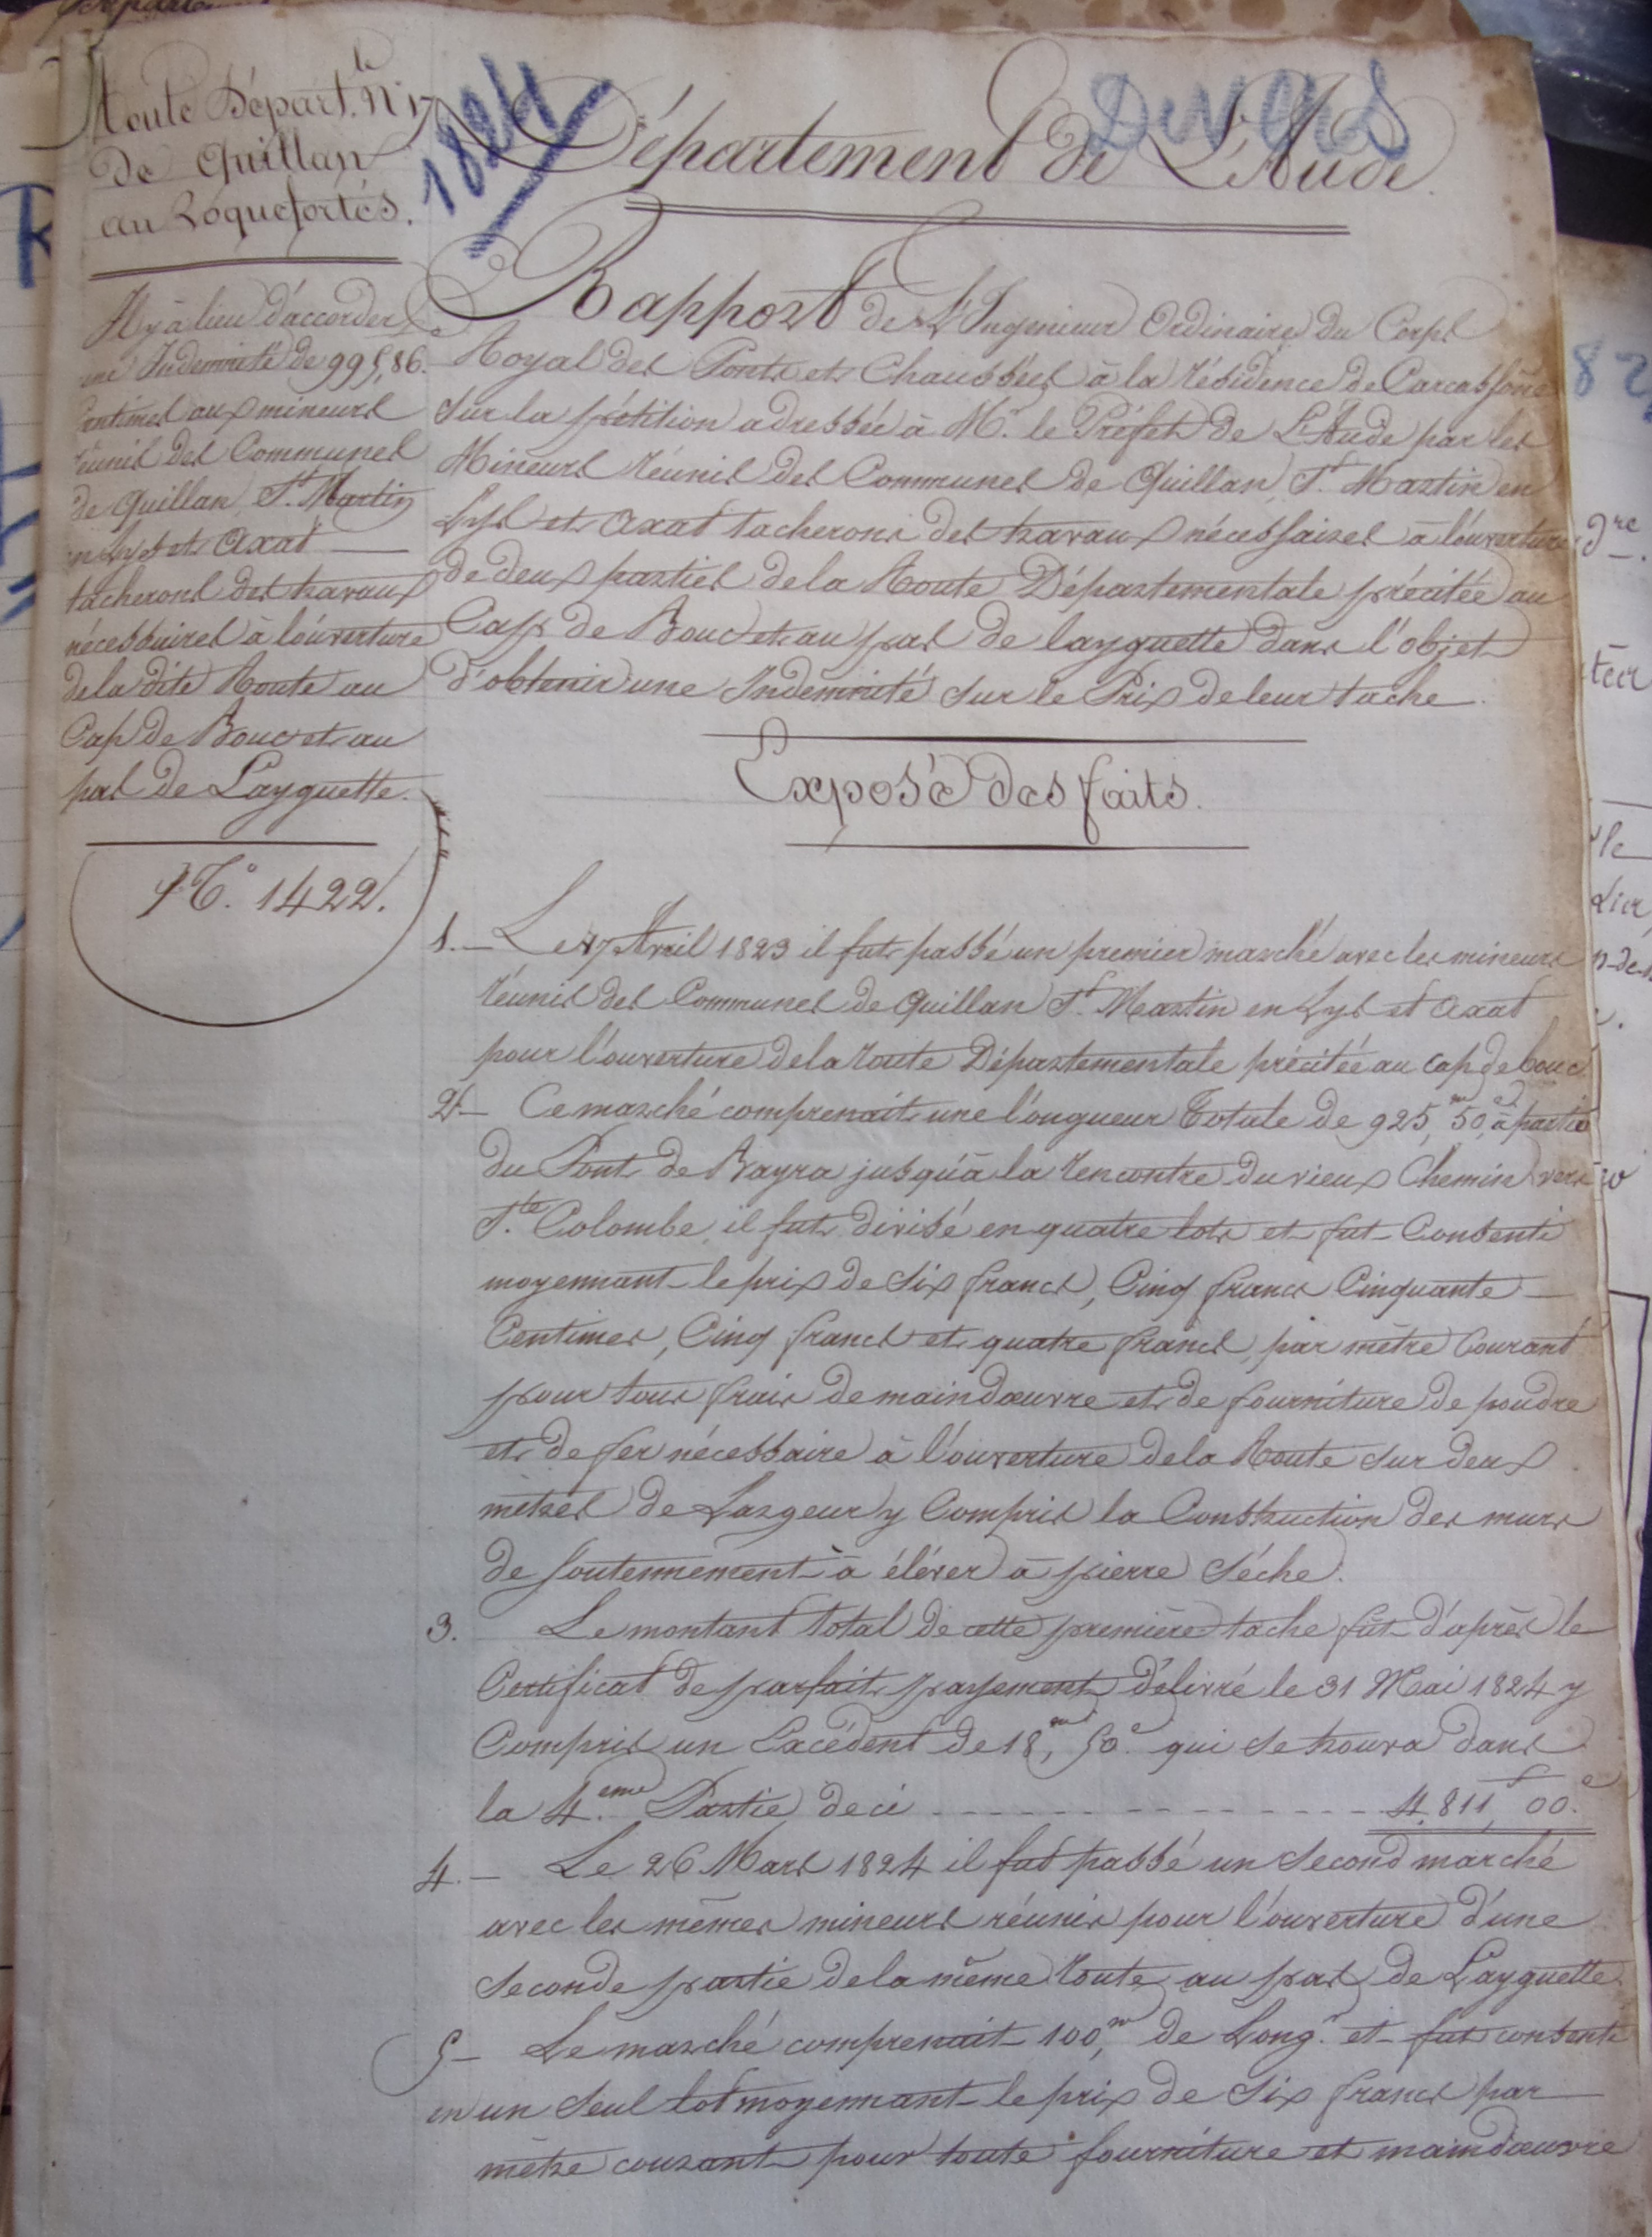 Route Départ.le N° 17
de Quillan
au Roquefortès.
Il y à lieu d'accorder
une Indemnité de 995,86.
Centimes aux mineurs
réunis des Communes
de Quillan, St. Martin
en Lys et Axat
tacherons des travaux
nécessaires à l'ouverture
de la dite Route au
Cap de Bouc et au
pas de Layguette.
N.° 1422.
1824
Divers
Département de L'Aude.
Rapport de L'Ingenieur Ordinaire du Corps
Royal des Ponts et Chaussées à la résidence de Carcassonne
sur la pétition adressée à Mr. le Préfet de L'Aude par les
Mineurs réunis des Communes de Quillan, St. Martin en
Lys et Axat tacherons des travaux nécessaires à l'ouverture
de deux parties de la Route Départementale précitée au
Cap de Bouc et au pas de layguette dans l'objet
d'obtenir une Indemnité sur le Prix de leur tache.
Exposé des faits.
1.— Le 17 Avril 1823 il fut passé un premier marché avec les mineurs
réunis des Communes de Quillan St. Martin en Lys et Axat
pour l'ouverture de la route Départementale précitée au cap de bouc
2.— Ce marché comprenait une longueur Totale de 925,m 50,c à partir
du Pont de Rayra jusqu'à la rencontre du vieux Chemin vers
Ste. Colombe, il fut divisé en quatre lots et fut Consenti
moyennant le prix de Six francs, Cinq francs Cinquante
Centimes, Cinq francs et quatre francs, par mètre Courant
pour tous frais de maindœuvre et de fourniture de poudre
et de fer nécessaire à l'ouverture de la Route sur deux
mètres de Largeur y Compris la Construction des murs
de soutennement à élever à pierre sèche.
3. Le montant total de cette première tache fut d'après le
Certificat de parfait payement délivré le 31 Mai 1824 y
Compris un Excédent de 18,m 50.c qui se trouva dans
la 4.eme Partie, de ci - - - - - - - - - - - - - 4,811,f 00.c
4.— Le 26 Mars 1824 il fut passé un second marché
avec les mêmes mineurs réunis pour l'ouverture d'une
seconde partie de la même route au pas de Layguette.
5— Le marché comprenait 100,m de Longr. et fut consenti
en un seul lot moyennant le prix de six francs par
mètre courant pour toute fourniture et maindœuvre